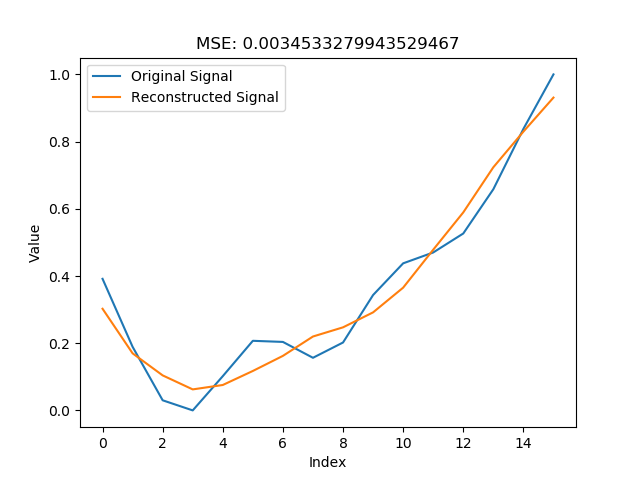 MSE: 0.0034533279943529467
Original Signal
Reconstructed Signal
1.0
0.8
0.6
0.4
0.2
0.0
Value
0 2 4 6 8 10 12 14
Index